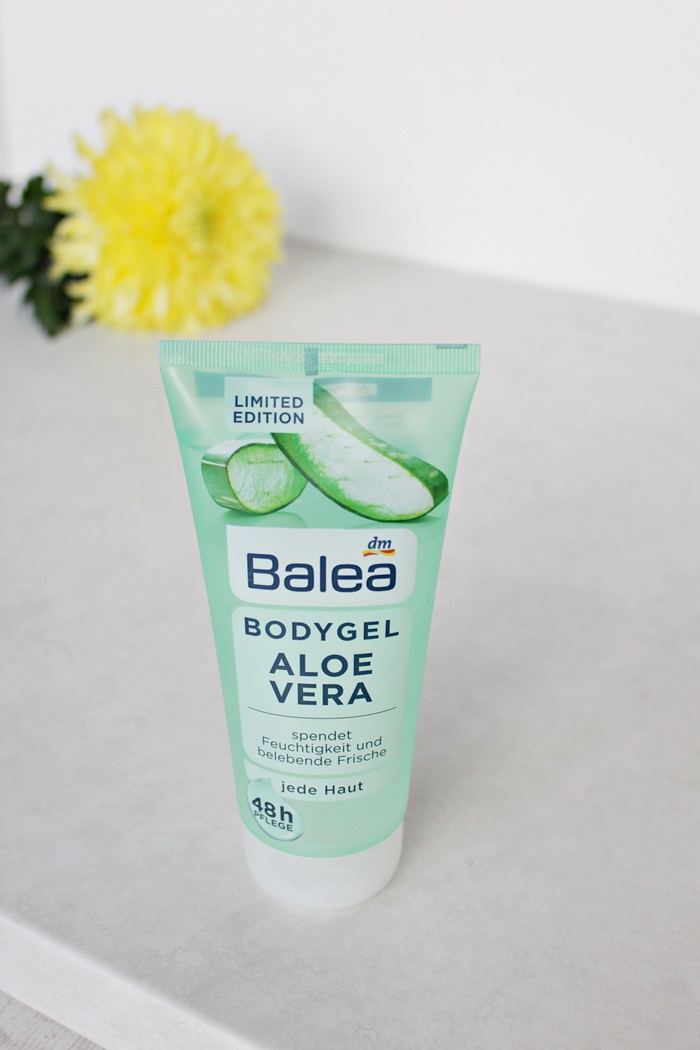 LIMITED
EDITION
dm
Balea
BODYGEL
ALOE
VERA
spendet
Feuchtigkeit und
belebende Frische
jede Haut
48h
PFLEGE